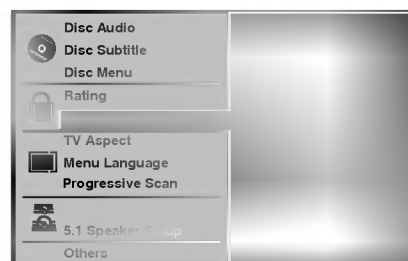 Disc Audio
Disc Subtitle
Disc Menu
Rating
TV Aspect
Menu Language
Progressive Scan
5.1 Speaker Setup
Others